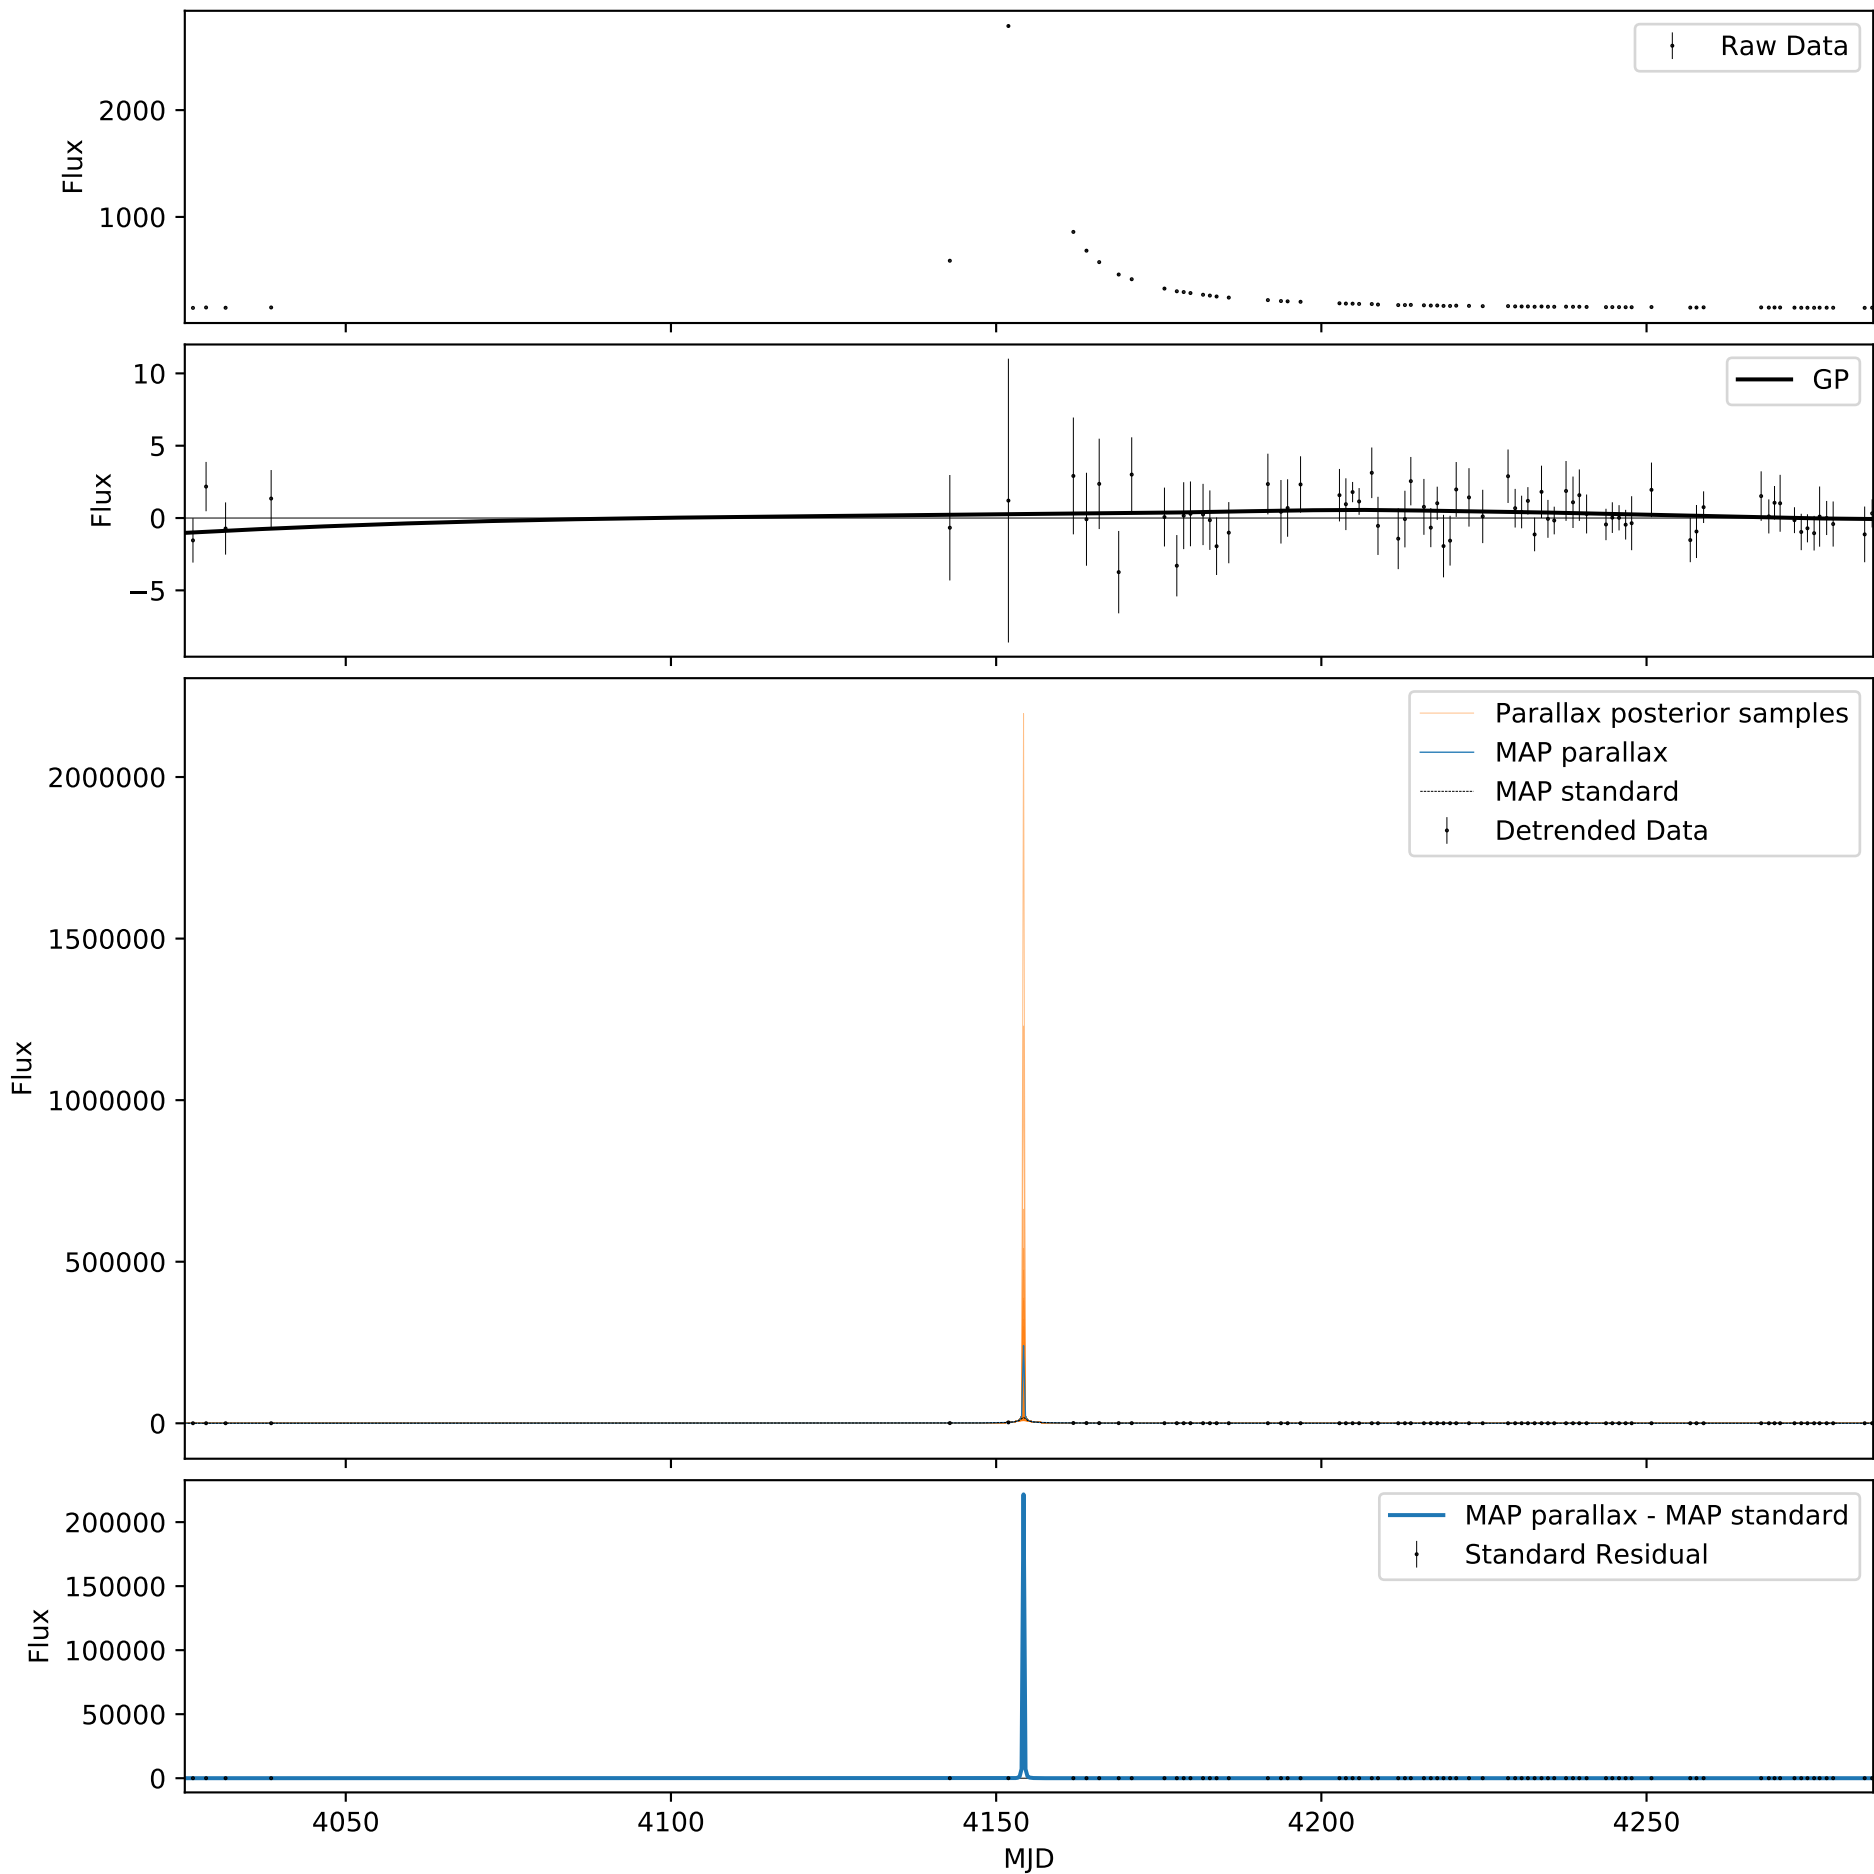 Raw Data
2000
1000
Flux
GP
10
5
0
−5
Flux
Parallax posterior samples
MAP parallax
MAP standard
Detrended Data
2000000
1500000
1000000
500000
0
Flux
MAP parallax - MAP standard
Standard Residual
200000
150000
100000
50000
0
Flux
4050 4100 4150 4200 4250
MJD